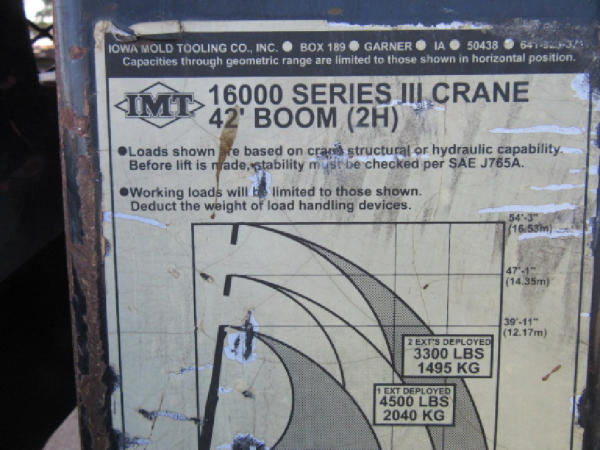 IOWA MOLD TOOLING CO., INC. ● BOX 189 ● GARNER ● IA ● 50438 ●
Capacities through geometric range are limited to those shown in horizontal position.
IMT
16000 SERIES III CRANE
42' BOOM (2H)
●Loads shown are based on crane structural or hydraulic capability.
Before lift is made, stability must be checked per SAE J765A.
●Working loads will be limited to those shown.
Deduct the weight of load handling devices.
54'-3"
(16.53m)
47'-1"
(14.35m)
39'-11"
(12.17m)
2 EXT'S DEPLOYED
3300 LBS
1495 KG
1 EXT DEPLOYED
4500 LBS
2040 KG